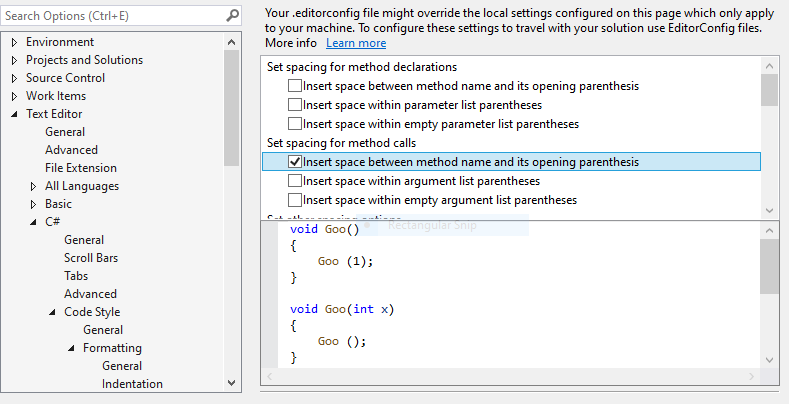 Search Options (Ctrl+E)
Environment
Projects and Solutions
Source Control
Work Items
Text Editor
General
Advanced
File Extension
All Languages
Basic
C#
General
Scroll Bars
Tabs
Advanced
Code Style
General
Formatting
General
Indentation
Your .editorconfig file might override the local settings configured on this page which only apply
to your machine. To configure these settings to travel with your solution use EditorConfig files.
More info Learn more
Set spacing for method declarations
Insert space between method name and its opening parenthesis
Insert space within parameter list parentheses
Insert space within empty parameter list parentheses
Set spacing for method calls
Insert space between method name and its opening parenthesis
Insert space within argument list parentheses
Insert space within empty argument list parentheses
Set other spacing options
Rectangular Snip
void Goo()
{
Goo (1);
}
void Goo(int x)
{
Goo ();
}